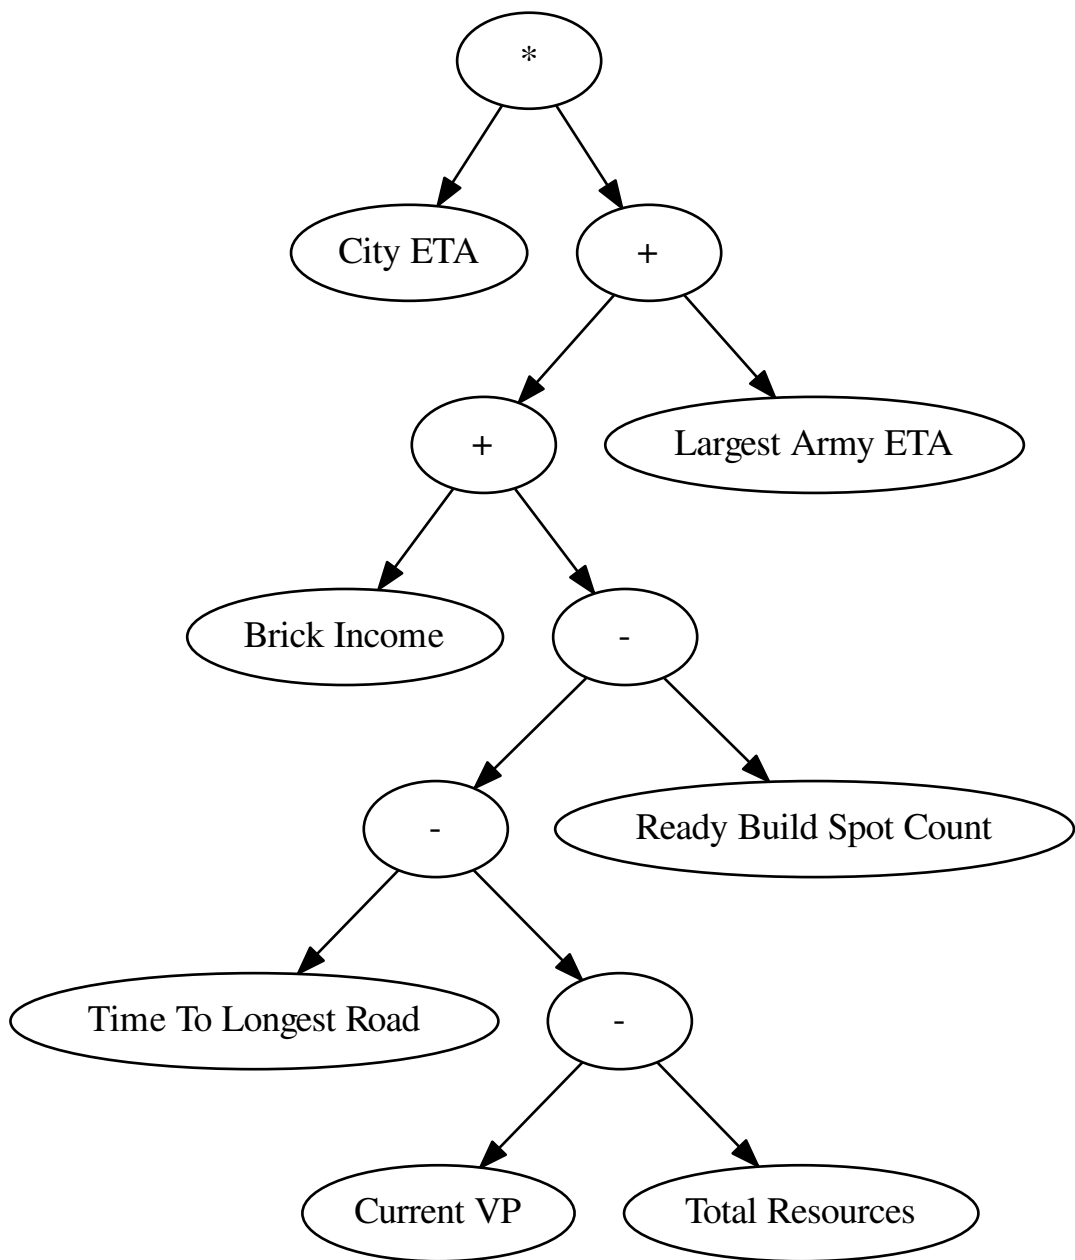 *
City ETA
+
+
Largest Army ETA
Brick Income
-
-
Ready Build Spot Count
Time To Longest Road
-
Current VP
Total Resources